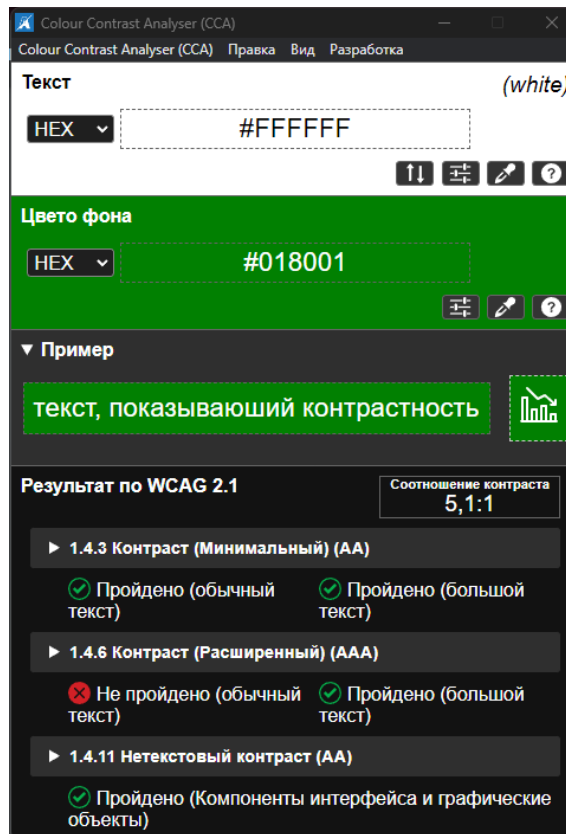 Colour Contrast Analyser (CCA)
Colour Contrast Analyser (CCA) Правка Вид Разработка
Текст (white)
HEX #FFFFFF
Цвето фона
HEX #018001
▼ Пример
текст, показываюший контрастность
Результат по WCAG 2.1
Соотношение контраста
5,1:1
▶ 1.4.3 Контраст (Минимальный) (AA)
Пройдено (обычный текст)
Пройдено (большой текст)
▶ 1.4.6 Контраст (Расширенный) (AAA)
Не пройдено (обычный текст)
Пройдено (большой текст)
▶ 1.4.11 Нетекстовый контраст (AA)
Пройдено (Компоненты интерфейса и графические объекты)